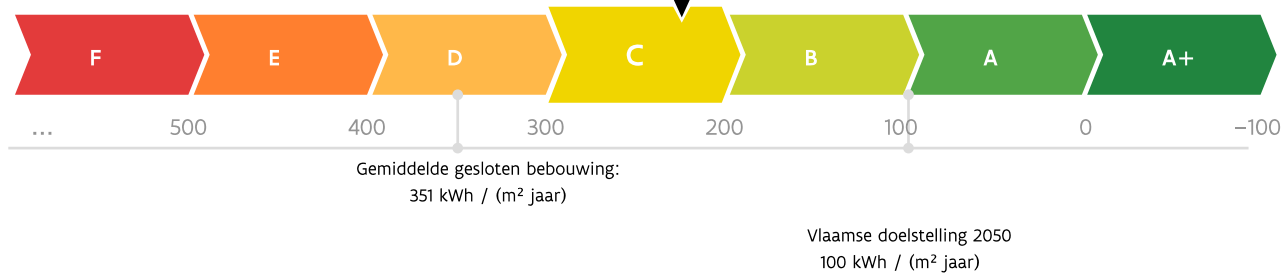 F E D C B A A+
... 500 400 300 200 100 0 −100
Gemiddelde gesloten bebouwing:
351 kWh / (m² jaar)
Vlaamse doelstelling 2050
100 kWh / (m² jaar)